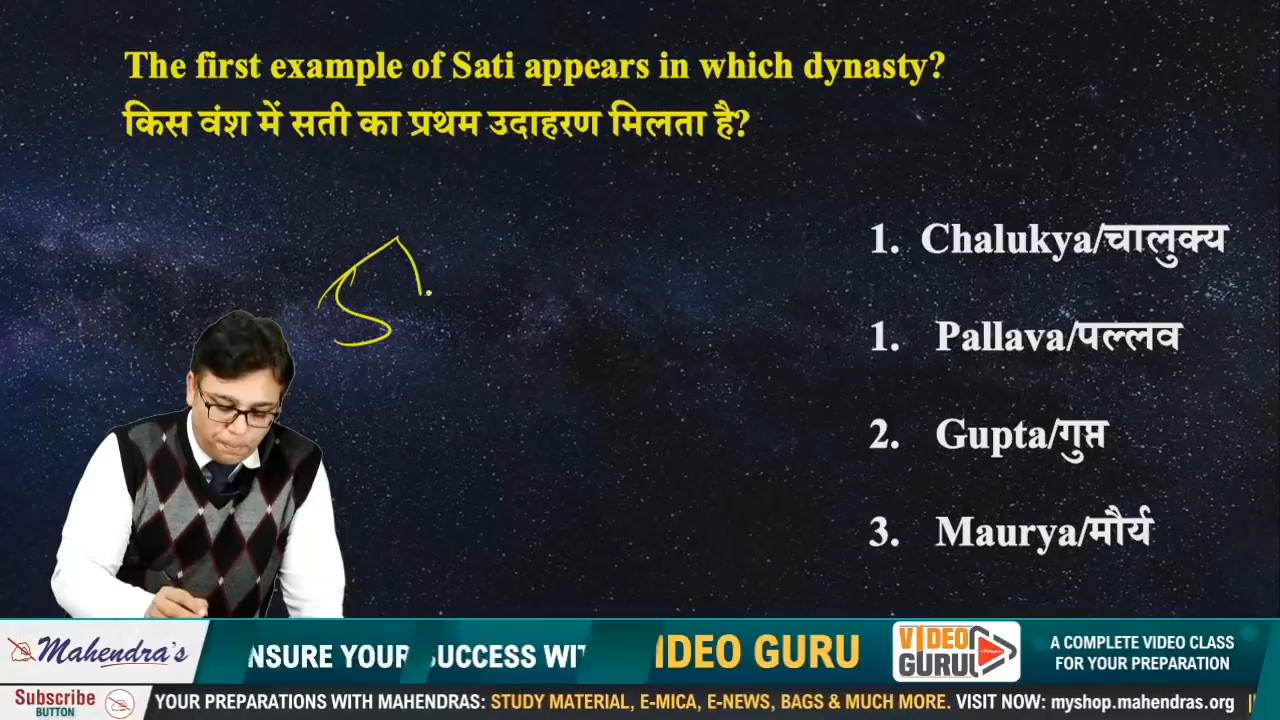 The first example of Sati appears in which dynasty?
किस वंश में सती का प्रथम उदाहरण मिलता है?
1. Chalukya/चालुक्य
1. Pallava/पल्लव
2. Gupta/गुप्त
3. Maurya/मौर्य
Mahendra's
NSURE YOUR SUCCESS WIT
IDEO GURU
VIDEO
GURU
A COMPLETE VIDEO CLASS
FOR YOUR PREPARATION
Subscribe
BUTTON
YOUR PREPARATIONS WITH MAHENDRAS: STUDY MATERIAL, E-MICA, E-NEWS, BAGS & MUCH MORE. VISIT NOW: myshop.mahendras.org